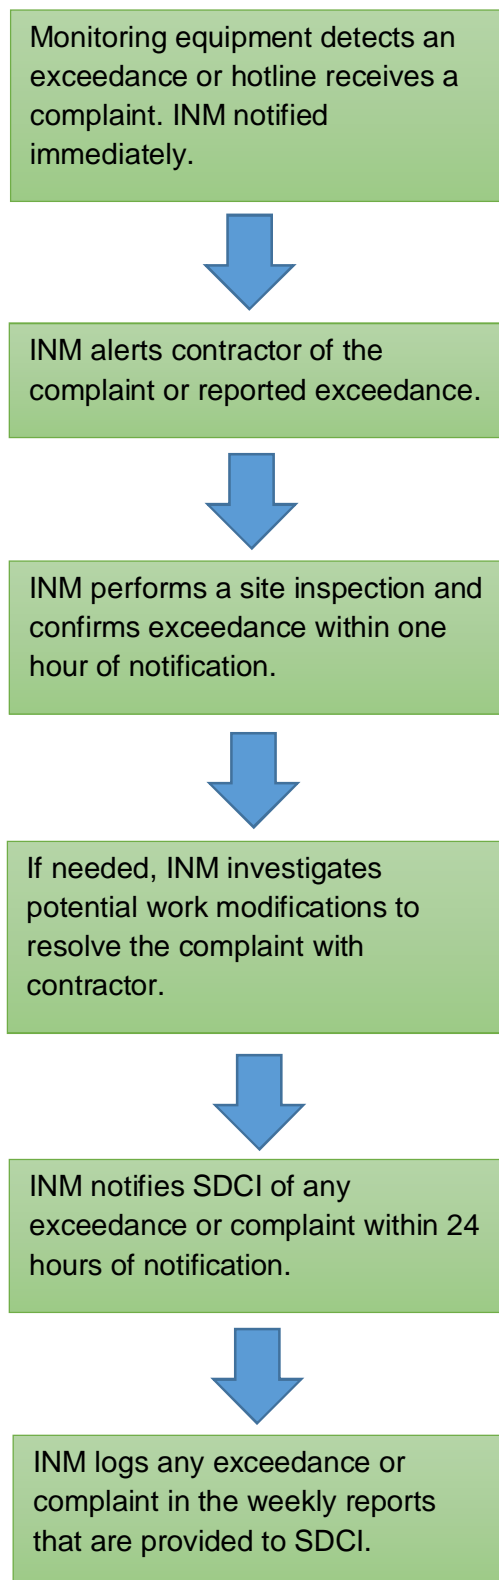 Monitoring equipment detects an
exceedance or hotline receives a
complaint. INM notified
immediately.
INM alerts contractor of the
complaint or reported exceedance.
INM performs a site inspection and
confirms exceedance within one
hour of notification.
If needed, INM investigates
potential work modifications to
resolve the complaint with
contractor.
INM notifies SDCI of any
exceedance or complaint within 24
hours of notification.
INM logs any exceedance or
complaint in the weekly reports
that are provided to SDCI.